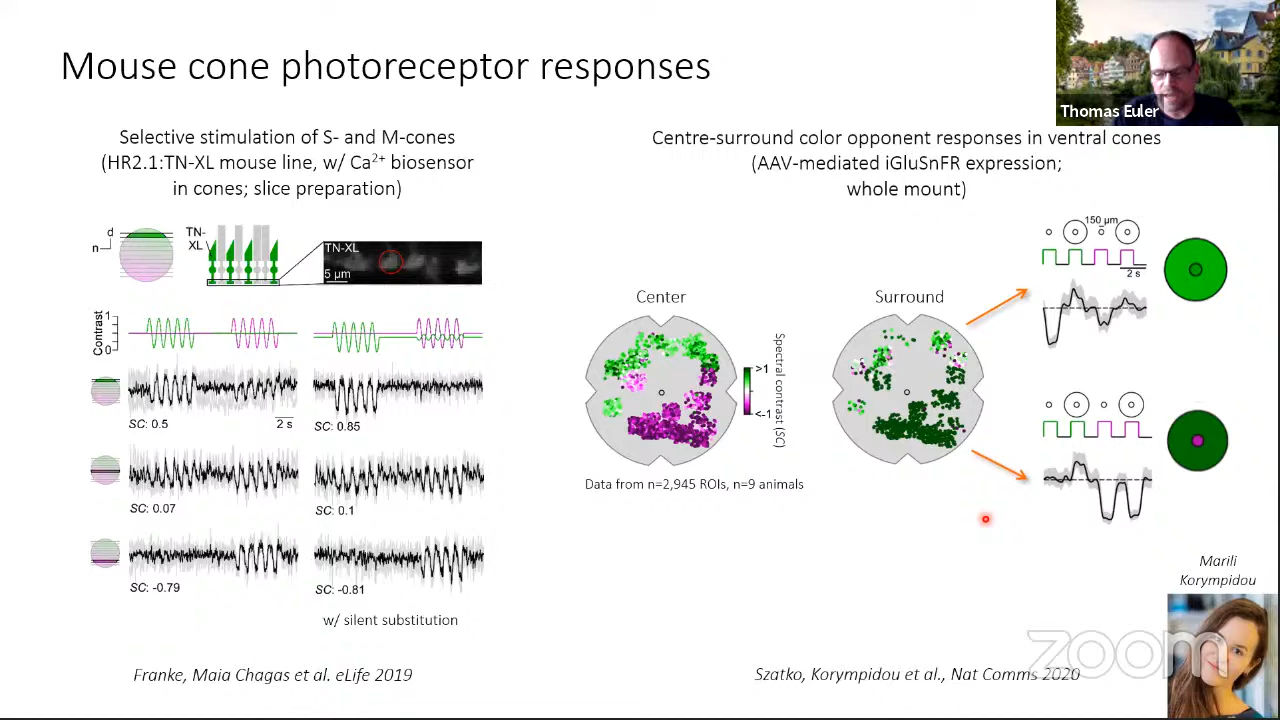 Mouse cone photoreceptor responses
Thomas Euler
Selective stimulation of S- and M-cones
(HR2.1:TN-XL mouse line, w/ Ca2+ biosensor
in cones; slice preparation)
d
n
TN-
XL
TN-XL
5 µm
Contrast
1
0
SC: 0.5
2 s
SC: 0.85
SC: 0.07
SC: 0.1
SC: -0.79
SC: -0.81
w/ silent substitution
Franke, Maia Chagas et al. eLife 2019
Centre-surround color opponent responses in ventral cones
(AAV-mediated iGluSnFR expression;
whole mount)
Center
Surround
>1
<-1
Spectral contrast (SC)
Data from n=2,945 ROIs, n=9 animals
150 µm
2 s
Marili
Korympidou
Szatko, Korympidou et al., Nat Comms 2020
zoom